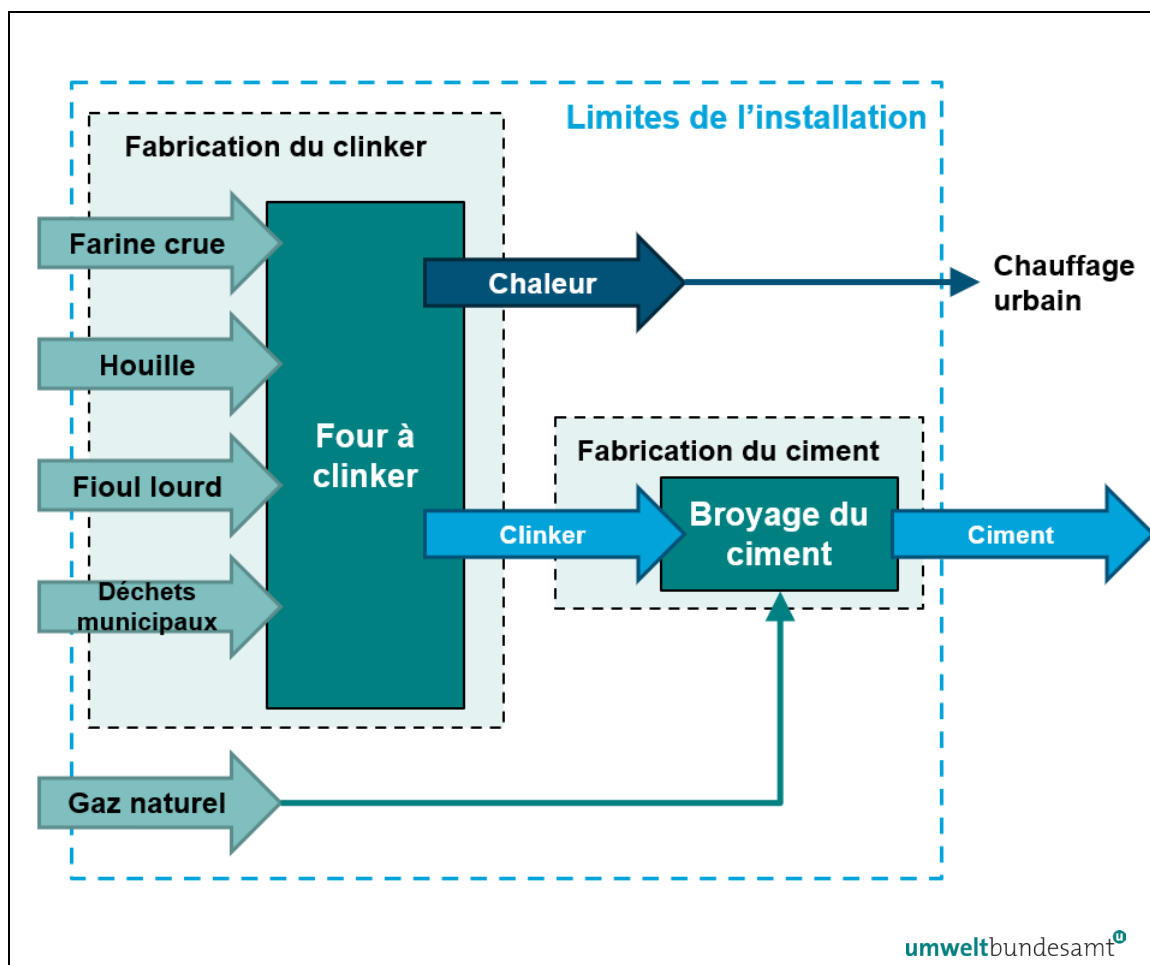 Limites de l’installation
Fabrication du clinker
Farine crue
Houille
Fioul lourd
Déchets
municipaux
Gaz naturel
Four à
clinker
Chaleur
Chauffage
urbain
Fabrication du ciment
Clinker
Broyage du
ciment
Ciment
umweltbundesamt
u